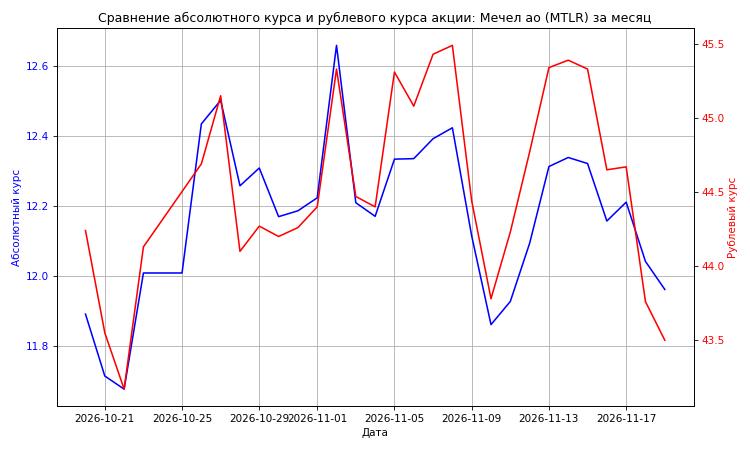 Сравнение абсолютного курса и рублевого курса акции: Мечел ао (MTLR) за месяц
Абсолютный курс
12.6
12.4
12.2
12.0
11.8
45.5
45.0
44.5
44.0
43.5
Рублевый курс
2026-10-21 2026-10-25 2026-10-29 2026-11-01 2026-11-05 2026-11-09 2026-11-13 2026-11-17
Дата